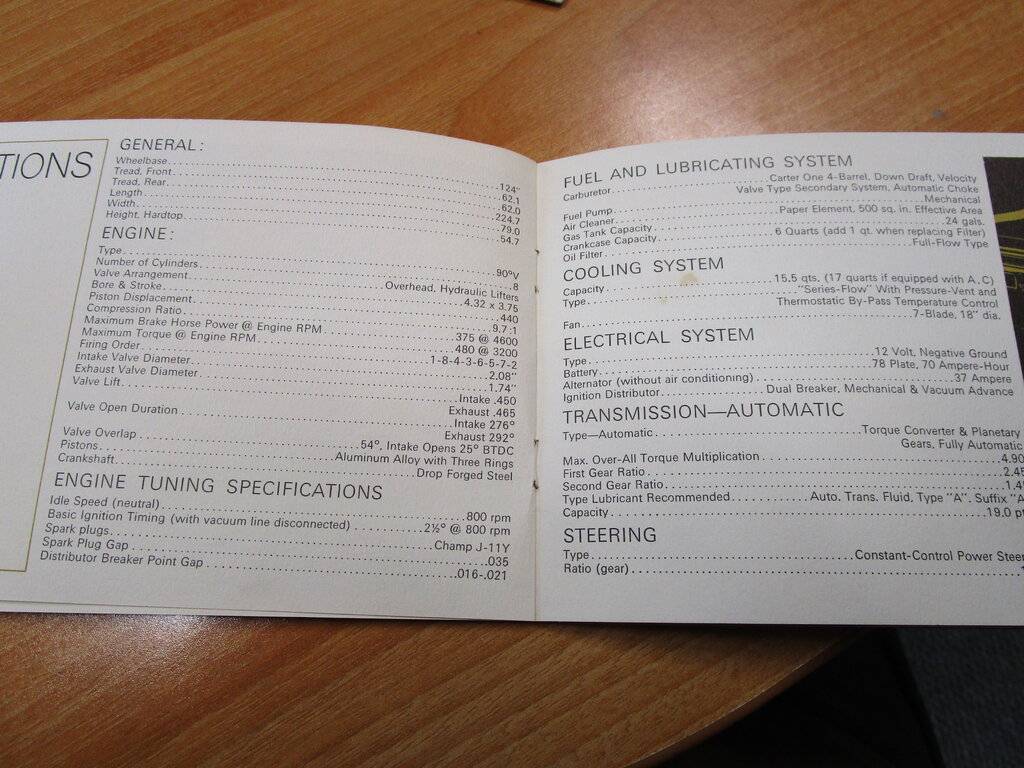 TIONS
GENERAL:
Wheelbase 124"
Tread, Front 62.1
Tread, Rear 62.0
Length 224.7
Width 79.0
Height, Hardtop 54.7
ENGINE:
Type 90°V
Number of Cylinders 8
Valve Arrangement Overhead, Hydraulic Lifters
Bore & Stroke 4.32 x 3.75
Piston Displacement 440
Compression Ratio 9.7:1
Maximum Brake Horse Power @ Engine RPM 375 @ 4600
Maximum Torque @ Engine RPM 480 @ 3200
Firing Order 1-8-4-3-6-5-7-2
Intake Valve Diameter 2.08"
Exhaust Valve Diameter 1.74"
Valve Lift Intake .450
Exhaust .465
Valve Open Duration Intake 276°
Exhaust 292°
Valve Overlap 54°, Intake Opens 25° BTDC
Pistons Aluminum Alloy with Three Rings
Crankshaft Drop Forged Steel
ENGINE TUNING SPECIFICATIONS
Idle Speed (neutral) 800 rpm
Basic Ignition Timing (with vacuum line disconnected) 2½° @ 800 rpm
Spark plugs Champ J-11Y
Spark Plug Gap .035
Distributor Breaker Point Gap .016-.021
FUEL AND LUBRICATING SYSTEM
Carburetor Carter One 4-Barrel, Down Draft, Velocity
Valve Type Secondary System, Automatic Choke
Fuel Pump Mechanical
Air Cleaner Paper Element, 500 sq. in. Effective Area
Gas Tank Capacity 24 gals.
Crankcase Capacity 6 Quarts (add 1 qt. when replacing Filter)
Oil Filter Full-Flow Type
COOLING SYSTEM
Capacity 15.5 qts. (17 quarts if equipped with A.C)
Type "Series-Flow" With Pressure-Vent and
Thermostatic By-Pass Temperature Control
Fan 7-Blade, 18" dia.
ELECTRICAL SYSTEM
Type 12 Volt, Negative Ground
Battery 78 Plate, 70 Ampere-Hour
Alternator (without air conditioning) 37 Ampere
Ignition Distributor Dual Breaker, Mechanical & Vacuum Advance
TRANSMISSION—AUTOMATIC
Type—Automatic Torque Converter & Planetary
Gears, Fully Automatic
Max. Over-All Torque Multiplication 4.90
First Gear Ratio 2.45
Second Gear Ratio 1.4
Type Lubricant Recommended Auto. Trans. Fluid, Type "A", Suffix "A
Capacity 19.0 p
STEERING
Type Constant-Control Power Stee
Ratio (gear)